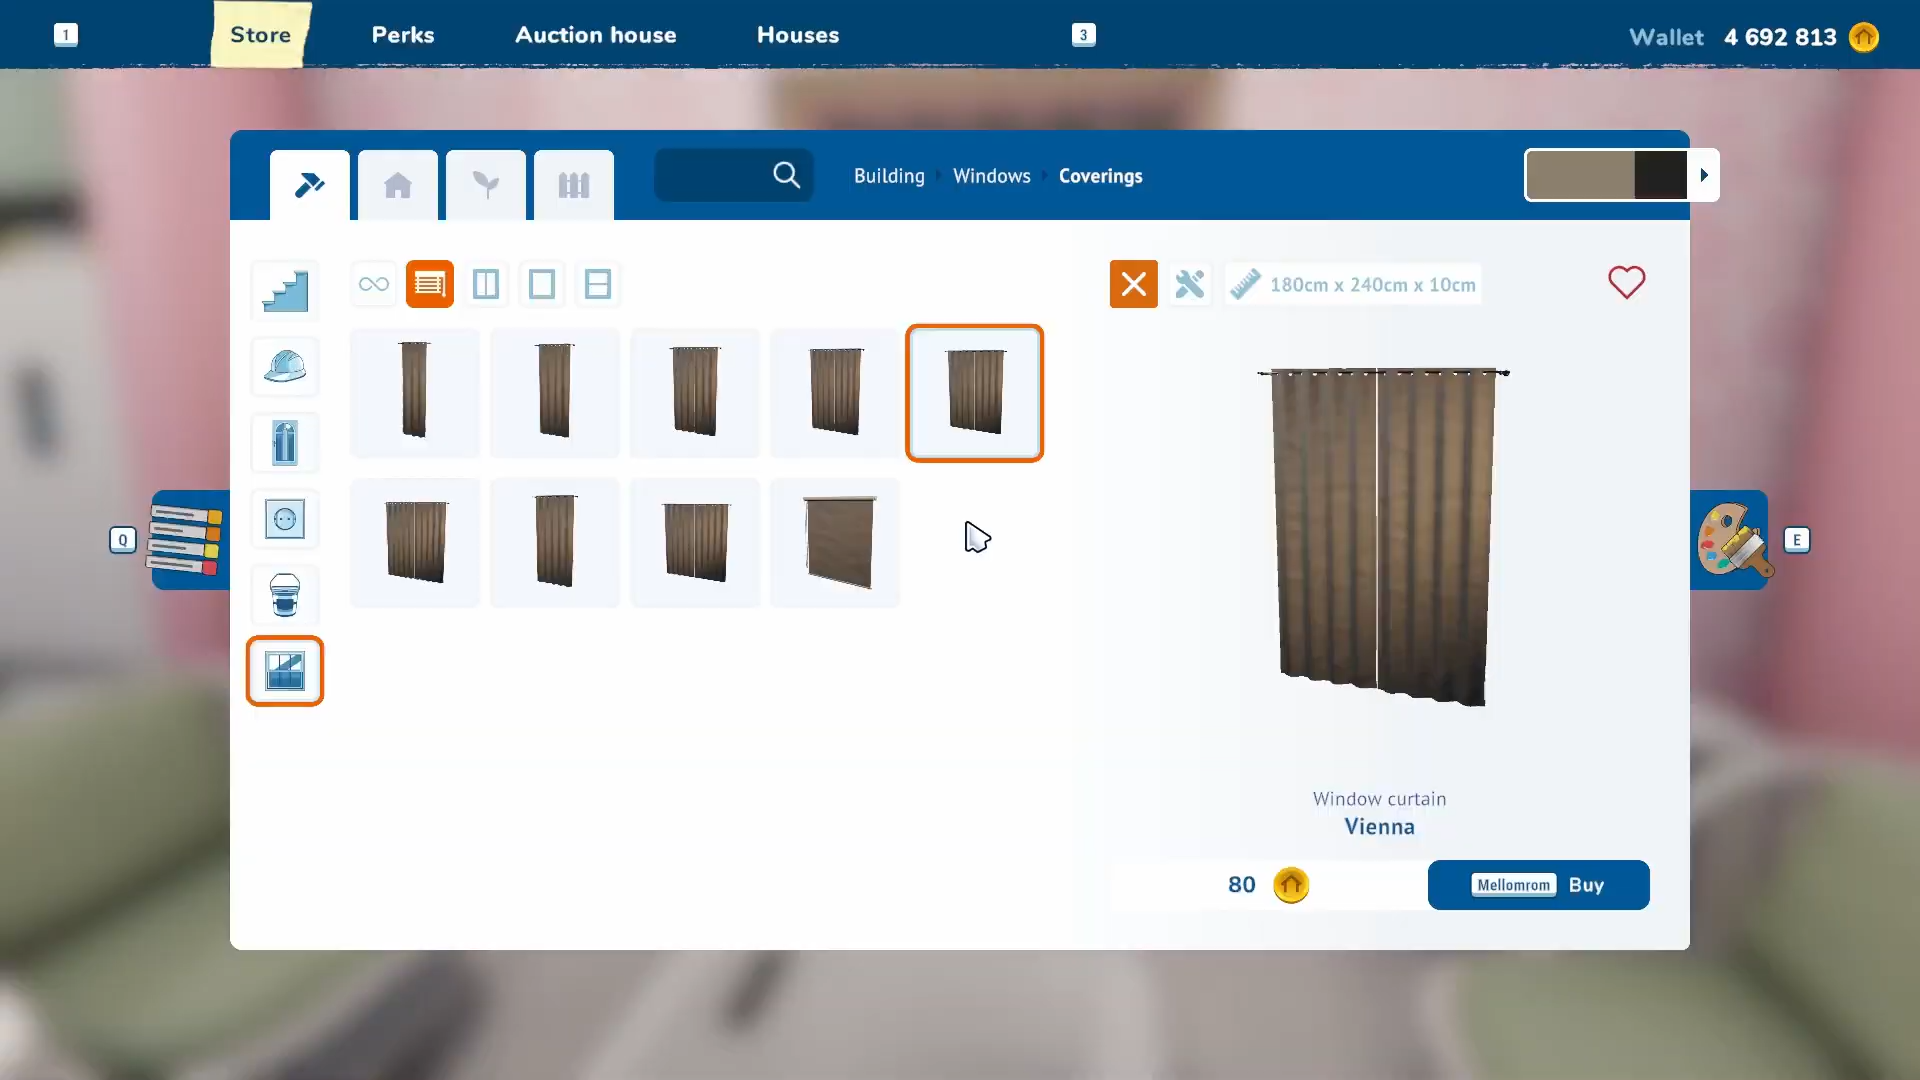 1
Store
Perks
Auction house
Houses
3
Wallet 4 692 813
Building
Windows
Coverings
180cm x 240cm x 10cm
Q
E
Window curtain
Vienna
80
Mellomrom Buy